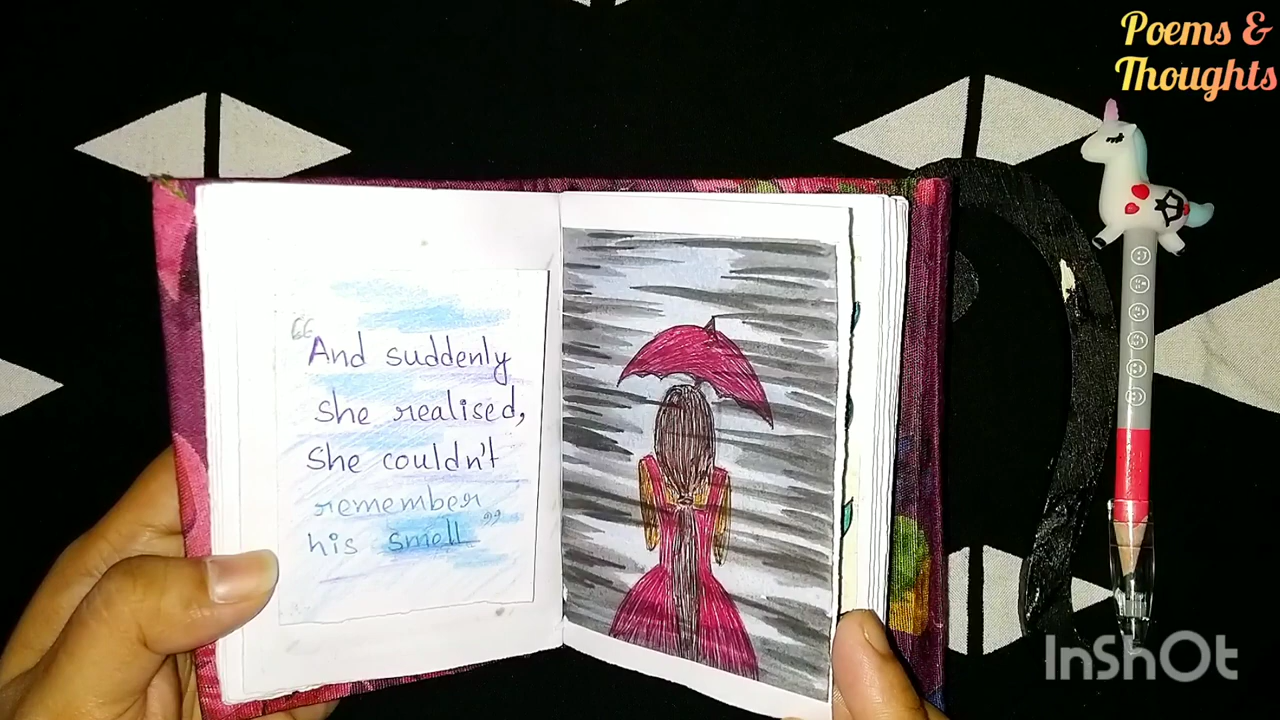 Poems &
Thoughts
“And suddenly
she realised,
She couldn't
remember
his smell”
InShOt